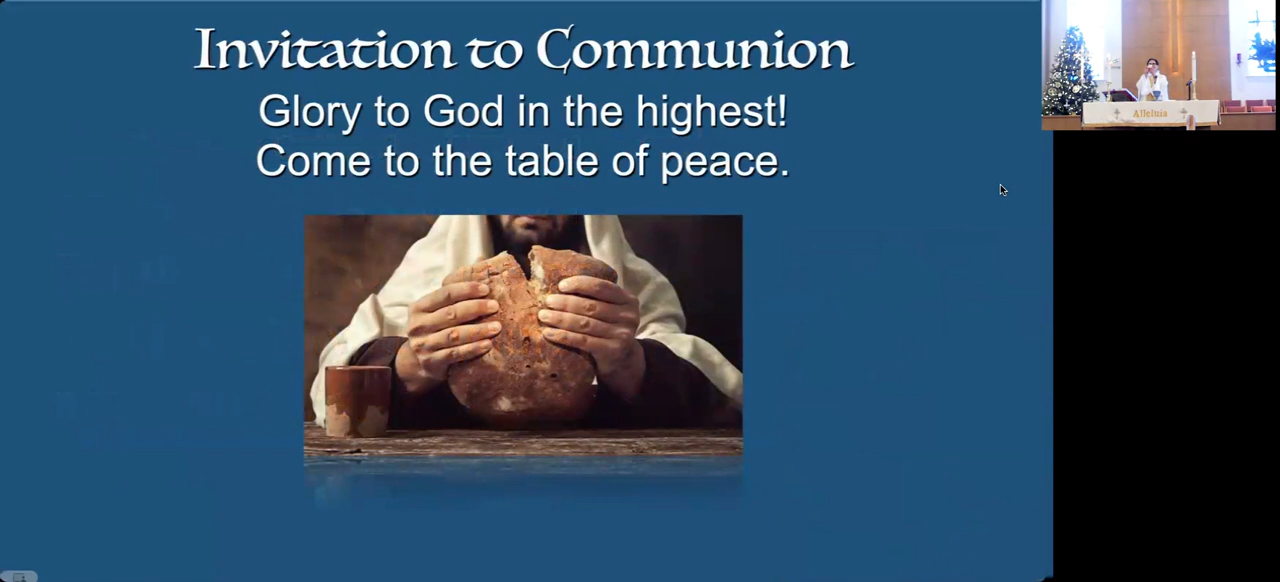 Invitation to Communion
Glory to God in the highest!
Come to the table of peace.
Alleluia